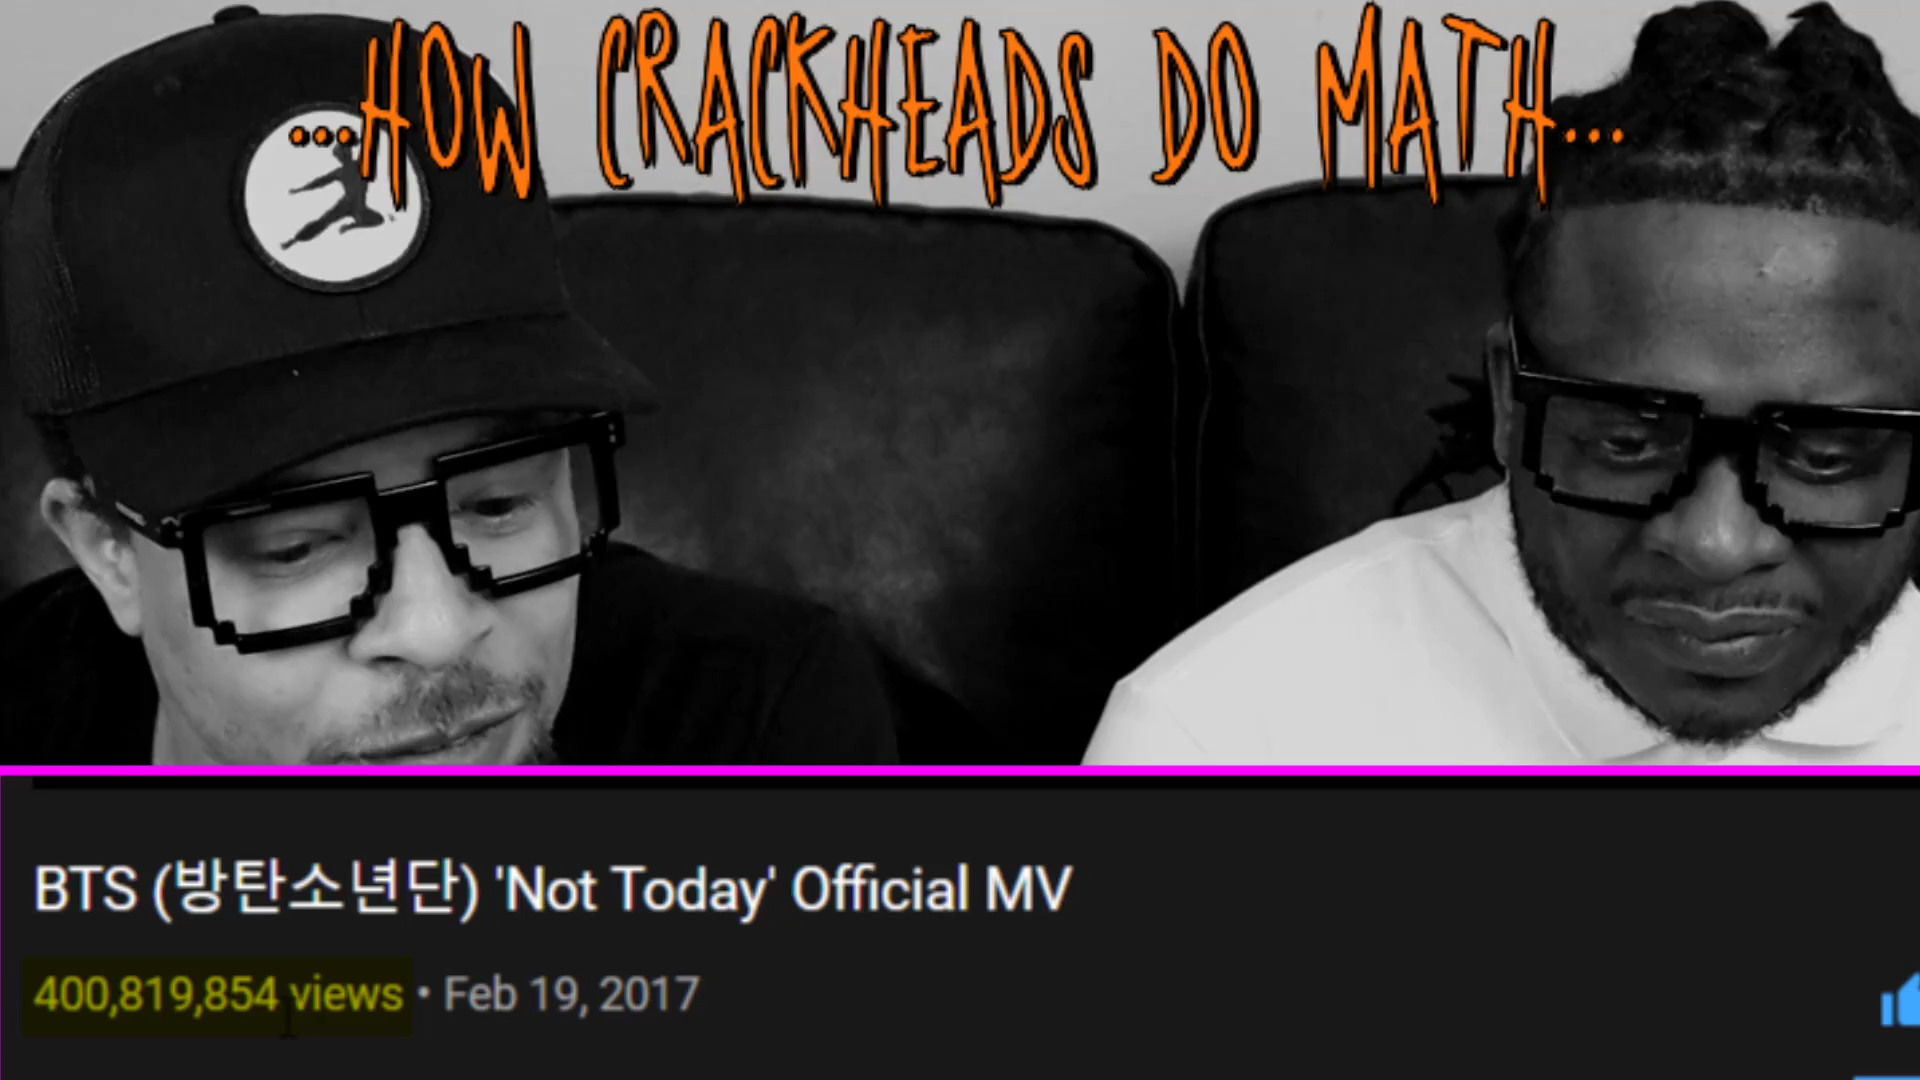 ...HOW CRACKHEADS DO MATH...
BTS (방탄소년단) 'Not Today' Official MV
400,819,854 views • Feb 19, 2017